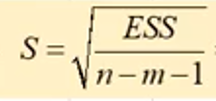 S = √(ESS / (n − m − 1)) =